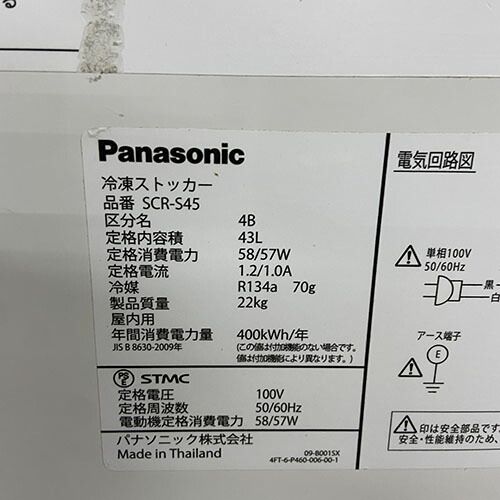 る
Panasonic
冷凍ストッカー
品番 SCR-S45
区分名 4B
定格内容積 43L
定格消費電力 58/57W
定格電流 1.2/1.0A
冷媒 R134a 70g
製品質量 22kg
屋内用
年間消費電力量 400kWh/年
JIS B 8630-2009年 (この値は付加機能のない場合です。
値は付加機能により異なります。)
PSE STMC
定格電圧 100V
定格周波数 50/60Hz
電動機定格消費電力 58/57W
パナソニック株式会社 09-B001SX
Made in Thailand 4FT-6-P460-006-00-1
電気回路図
単相100V
50/60Hz
黒
白
アース端子
E
印は安全部品です
安全・性能維持のため、